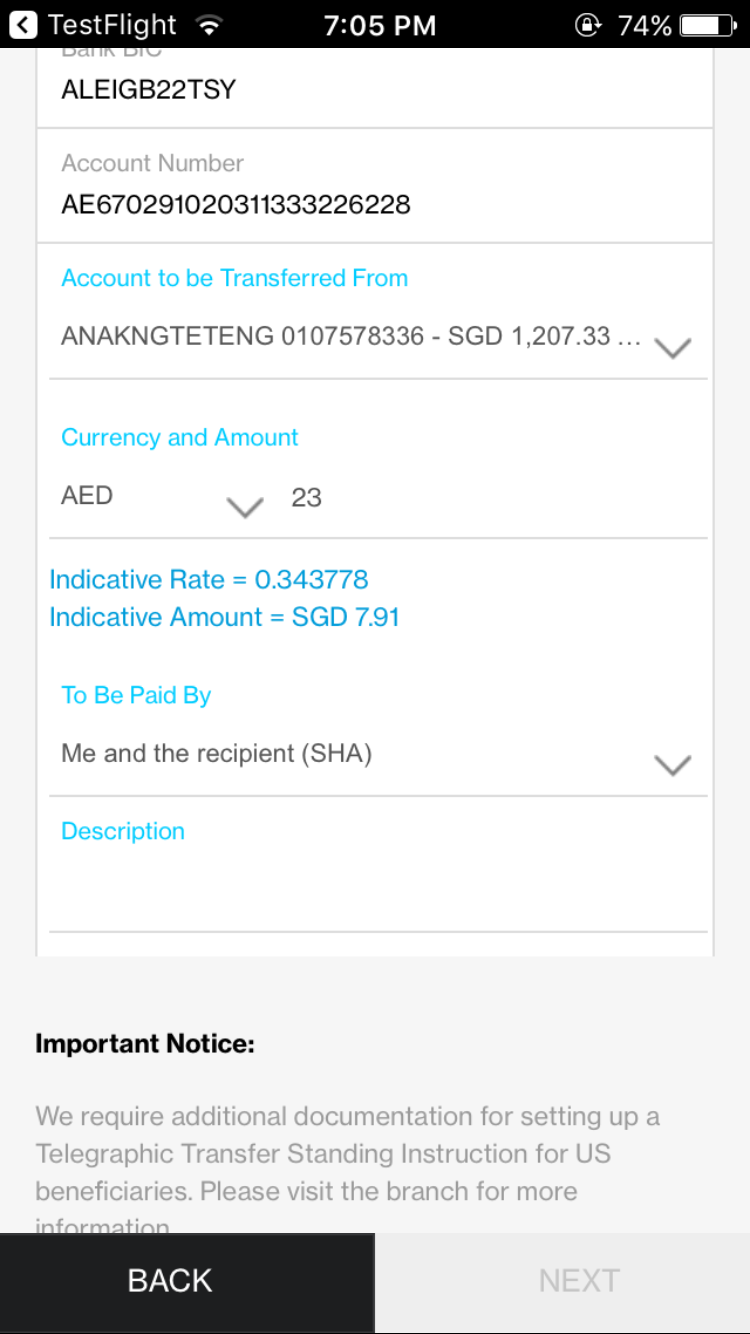 TestFlight 7:05 PM 74%
Bank BIC
ALEIGB22TSY
Account Number
AE670291020311333226228
Account to be Transferred From
ANAKNGTETENG 0107578336 - SGD 1,207.33 ...
Currency and Amount
AED 23
Indicative Rate = 0.343778
Indicative Amount = SGD 7.91
To Be Paid By
Me and the recipient (SHA)
Description
Important Notice:
We require additional documentation for setting up a
Telegraphic Transfer Standing Instruction for US
beneficiaries. Please visit the branch for more
information
BACK NEXT